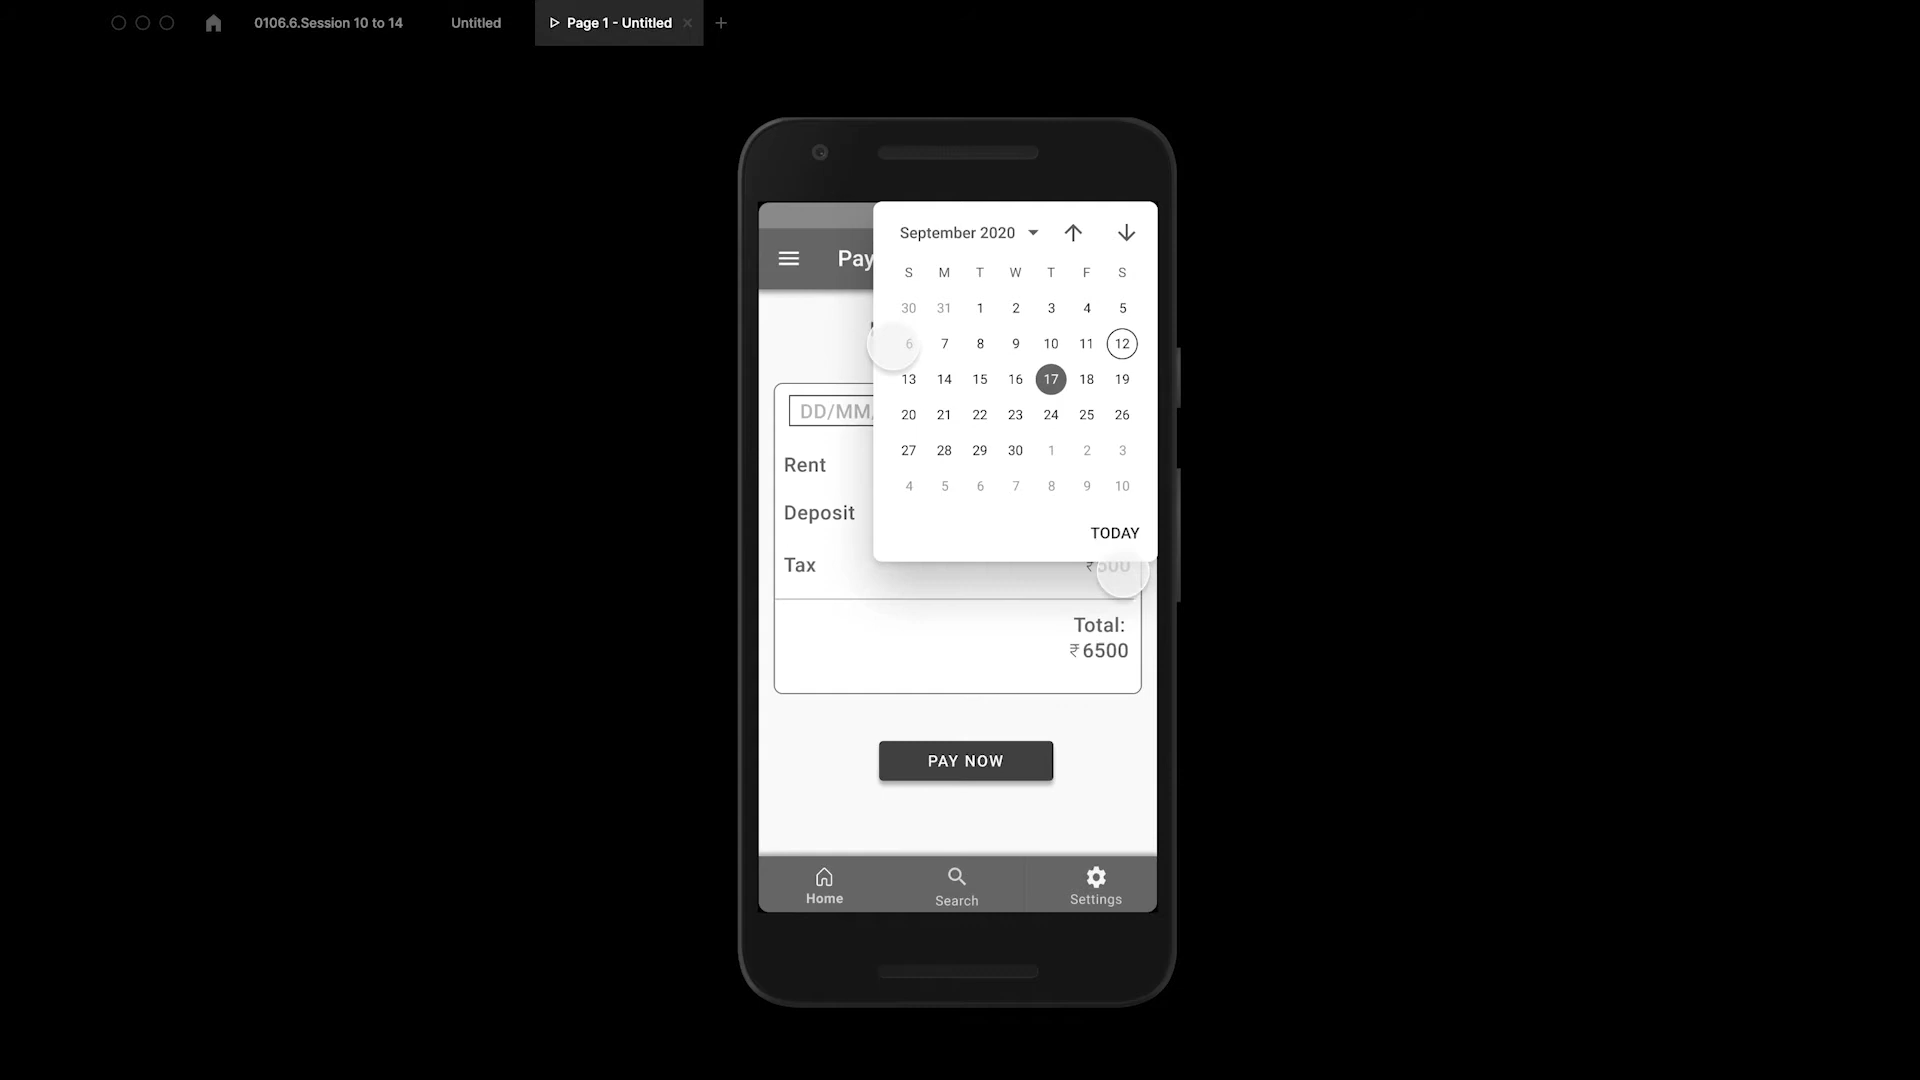 0106.6.Session 10 to 14
Untitled
Page 1 - Untitled
Pay
September 2020
S M T W T F S
30 31 1 2 3 4 5
6 7 8 9 10 11 12
13 14 15 16 17 18 19
20 21 22 23 24 25 26
27 28 29 30 1 2 3
4 5 6 7 8 9 10
TODAY
DD/MM/
Rent
Deposit
Tax ₹500
Total:
₹6500
PAY NOW
Home Search Settings